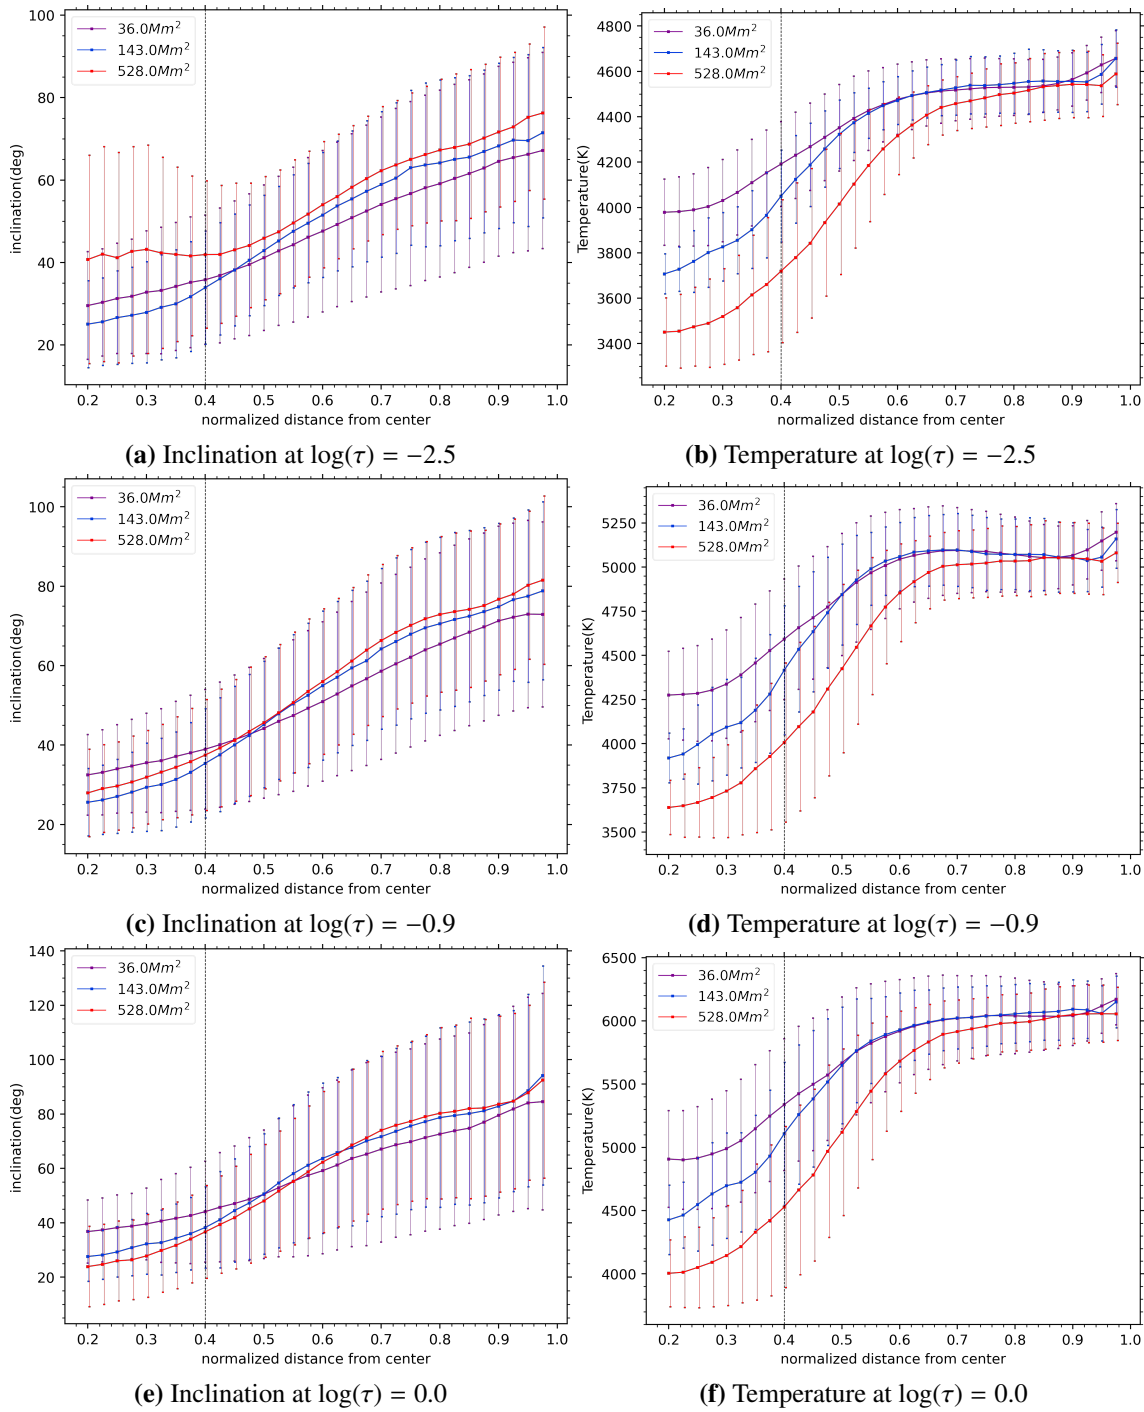 100
80
60
40
20
inclination(deg)
36.0Mm²
143.0Mm²
528.0Mm²
0.2 0.3 0.4 0.5 0.6 0.7 0.8 0.9 1.0
normalized distance from center
(a) Inclination at log(τ) = −2.5
4800
4600
4400
4200
4000
3800
3600
3400
Temperature(K)
36.0Mm²
143.0Mm²
528.0Mm²
0.2 0.3 0.4 0.5 0.6 0.7 0.8 0.9 1.0
normalized distance from center
(b) Temperature at log(τ) = −2.5
100
80
60
40
20
inclination(deg)
36.0Mm²
143.0Mm²
528.0Mm²
0.2 0.3 0.4 0.5 0.6 0.7 0.8 0.9 1.0
normalized distance from center
(c) Inclination at log(τ) = −0.9
5250
5000
4750
4500
4250
4000
3750
3500
Temperature(K)
36.0Mm²
143.0Mm²
528.0Mm²
0.2 0.3 0.4 0.5 0.6 0.7 0.8 0.9 1.0
normalized distance from center
(d) Temperature at log(τ) = −0.9
140
120
100
80
60
40
20
inclination(deg)
36.0Mm²
143.0Mm²
528.0Mm²
0.2 0.3 0.4 0.5 0.6 0.7 0.8 0.9 1.0
normalized distance from center
(e) Inclination at log(τ) = 0.0
6500
6000
5500
5000
4500
4000
Temperature(K)
36.0Mm²
143.0Mm²
528.0Mm²
0.2 0.3 0.4 0.5 0.6 0.7 0.8 0.9 1.0
normalized distance from center
(f) Temperature at log(τ) = 0.0